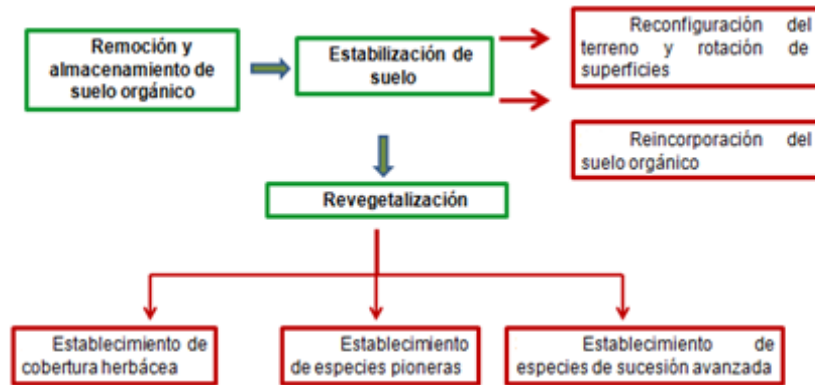 Remoción y
almacenamiento de
suelo orgánico
Estabilización de
suelo
Reconfiguración del
terreno y rotación de
superficies
Reincorporación del
suelo orgánico
Revegetalización
Establecimiento de
cobertura herbácea
Establecimiento
de especies pioneras
Establecimiento de
especies de sucesión avanzada